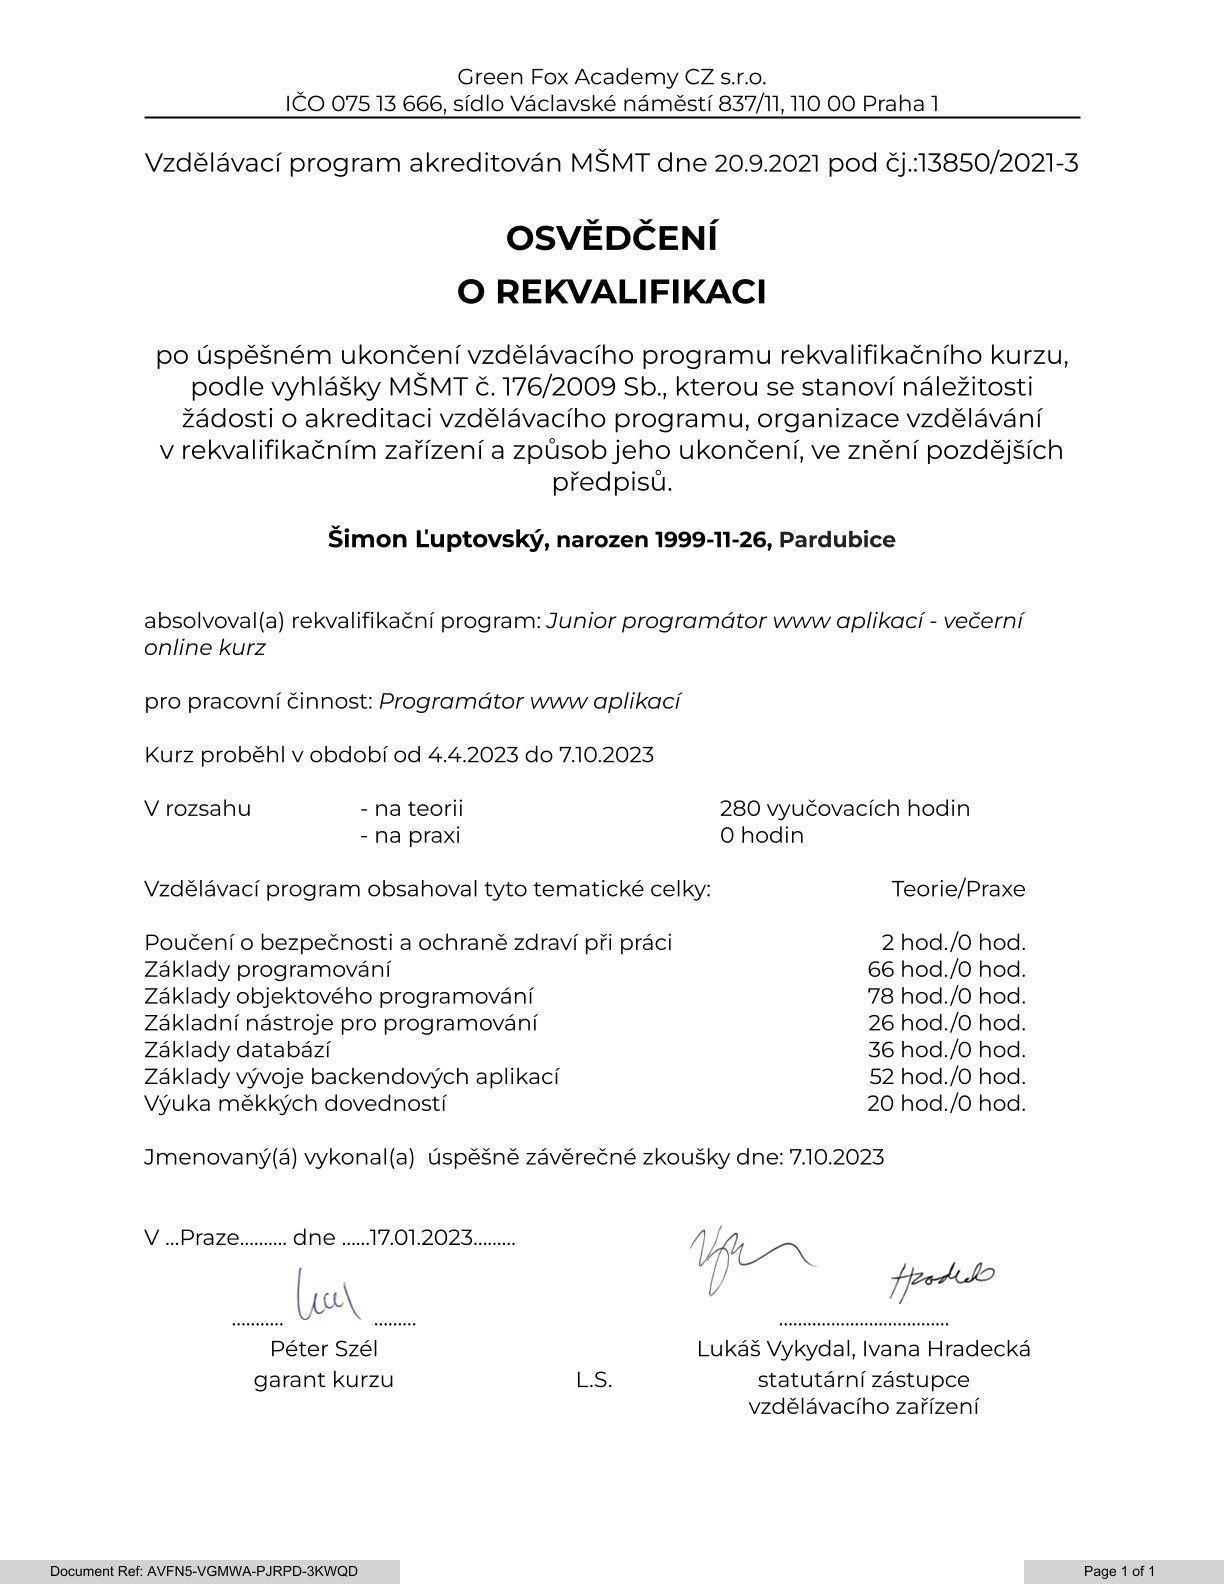 Green Fox Academy CZ s.r.o.
IČO 075 13 666, sídlo Václavské náměstí 837/11, 110 00 Praha 1
Vzdělávací program akreditován MŠMT dne 20.9.2021 pod čj.:13850/2021-3
OSVĚDČENÍ
O REKVALIFIKACI
po úspěšném ukončení vzdělávacího programu rekvalifikačního kurzu,
podle vyhlášky MŠMT č. 176/2009 Sb., kterou se stanoví náležitosti
žádosti o akreditaci vzdělávacího programu, organizace vzdělávání
v rekvalifikačním zařízení a způsob jeho ukončení, ve znění pozdějších
předpisů.
Šimon Ľuptovský, narozen 1999-11-26, Pardubice
absolvoval(a) rekvalifikační program: Junior programátor www aplikací - večerní
online kurz
pro pracovní činnost: Programátor www aplikací
Kurz proběhl v období od 4.4.2023 do 7.10.2023
V rozsahu - na teorii 280 vyučovacích hodin
- na praxi 0 hodin
Vzdělávací program obsahoval tyto tematické celky: Teorie/Praxe
Poučení o bezpečnosti a ochraně zdraví při práci 2 hod./0 hod.
Základy programování 66 hod./0 hod.
Základy objektového programování 78 hod./0 hod.
Základní nástroje pro programování 26 hod./0 hod.
Základy databází 36 hod./0 hod.
Základy vývoje backendových aplikací 52 hod./0 hod.
Výuka měkkých dovedností 20 hod./0 hod.
Jmenovaný(á) vykonal(a) úspěšně závěrečné zkoušky dne: 7.10.2023
V ...Praze.......... dne ......17.01.2023.........
Péter Szél Lukáš Vykydal, Ivana Hradecká
garant kurzu L.S. statutární zástupce
vzdělávacího zařízení
Document Ref: AVFN5-VGMWA-PJRPD-3KWQD Page 1 of 1